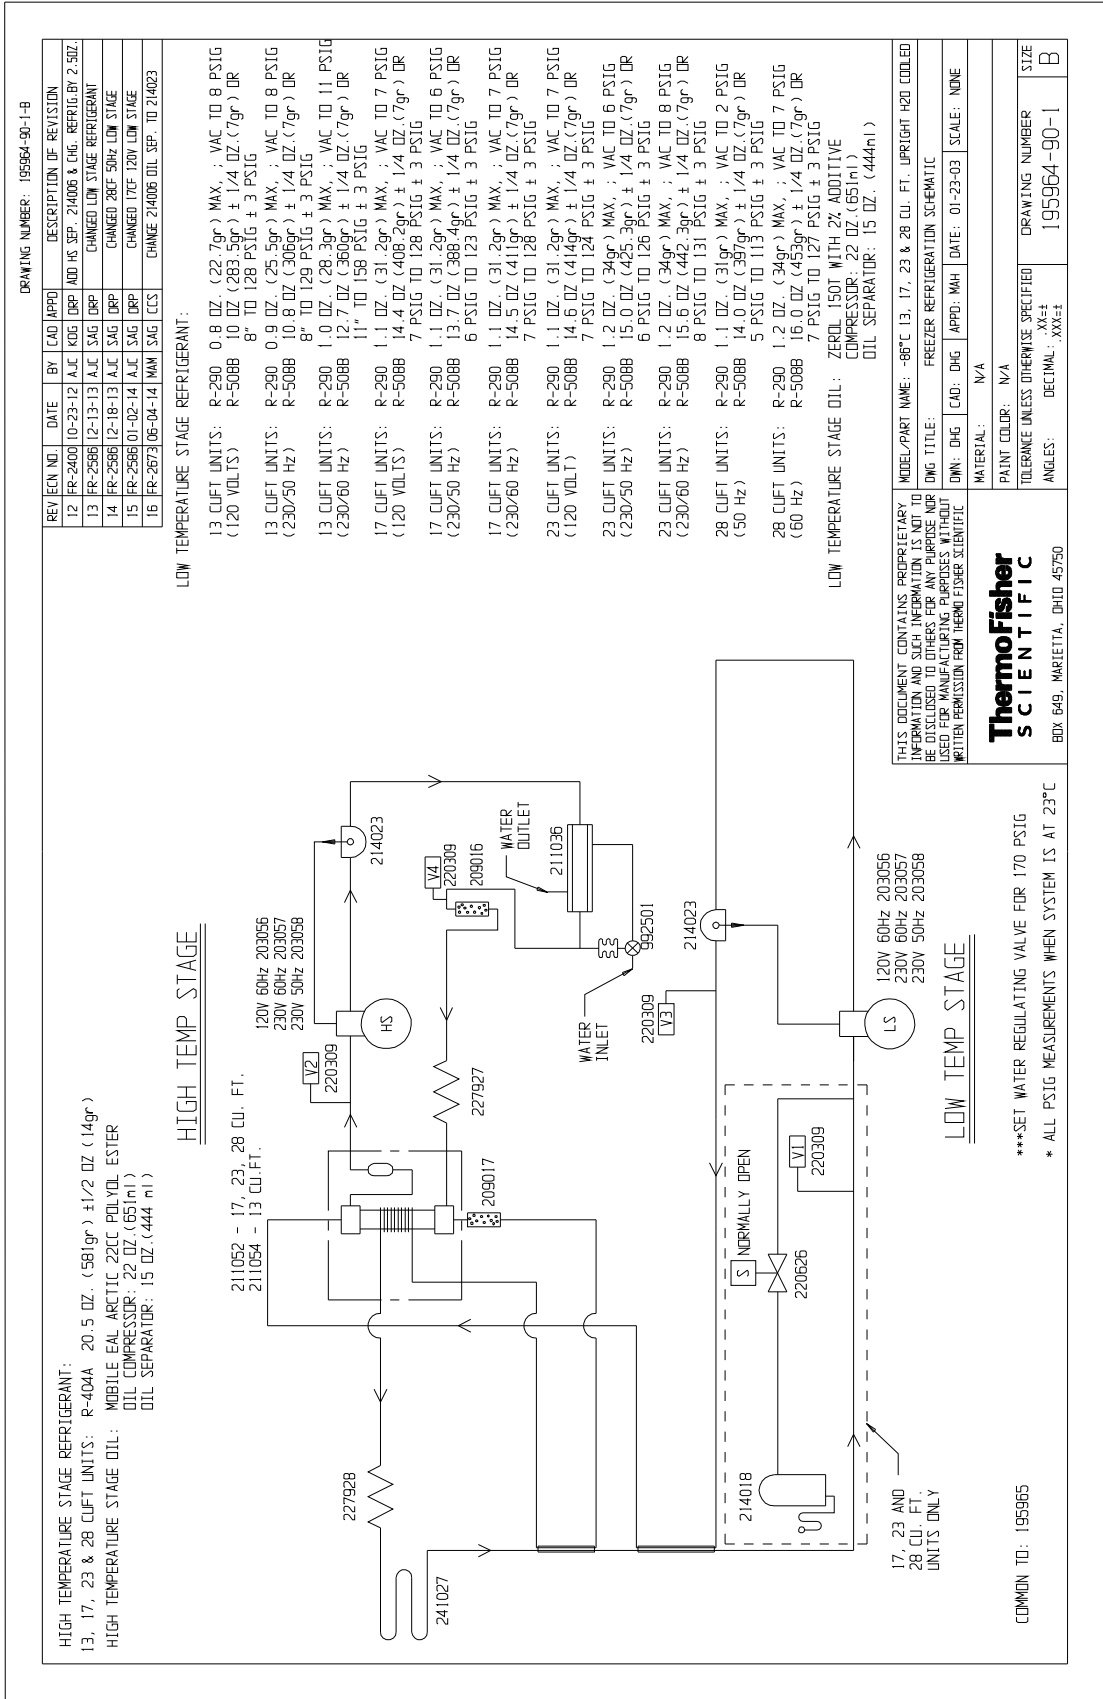 DRAWING NUMBER: 195964-90-1-B
REV ECN NO. DATE BY CAD APPD DESCRIPTION OF REVISION
12 FR-2400 10-23-12 AJC KDG DRP ADD HS SEP. 214006 & CHG. REFRIG.BY 2.5OZ.
13 FR-2586 12-13-13 AJC SAG DRP CHANGED LOW STAGE REFRIGERANT
14 FR-2586 12-18-13 AJC SAG DRP CHANGED 28CF 50Hz LOW STAGE
15 FR-2586 01-02-14 AJC SAG DRP CHANGED 17CF 120V LOW STAGE
16 FR-2673 06-04-14 MAM SAG CCS CHANGE 214006 OIL SEP. TO 214023
HIGH TEMPERATURE STAGE REFRIGERANT:
13, 17, 23 & 28 CUFT UNITS: R-404A 20.5 OZ. (581gr) ±1/2 OZ (14gr)
HIGH TEMPERATURE STAGE OIL: MOBILE EAL ARCTIC 22CC POLYOL ESTER
OIL COMPRESSOR: 22 OZ.(651ml)
OIL SEPARATOR: 15 OZ.(444 ml)
HIGH TEMP STAGE
211052 - 17, 23, 28 CU. FT.
211054 - 13 CU.FT.
120V 60Hz 203056
230V 60Hz 203057
230V 50Hz 203058
V2
220309
HS
214023
227928
241027
209017
227927
V4
220309
209016
WATER
OUTLET
211036
WATER
INLET
992501
220309
V3
214023
214018
S NORMALLY OPEN
220626
V1
220309
LS
120V 60Hz 203056
230V 60Hz 203057
230V 50Hz 203058
17, 23 AND
28 CU. FT.
UNITS ONLY
LOW TEMP STAGE
***SET WATER REGULATING VALVE FOR 170 PSIG
* ALL PSIG MEASUREMENTS WHEN SYSTEM IS AT 23°C
COMMON TO: 195965
LOW TEMPERATURE STAGE REFRIGERANT:
13 CUFT UNITS: R-290 0.8 OZ. (22.7gr) MAX., ; VAC TO 8 PSIG
(120 VOLTS) R-508B 10 OZ (283.5gr) ± 1/4 OZ.(7gr) OR
8" TO 128 PSIG ± 3 PSIG
13 CUFT UNITS: R-290 0.9 OZ. (25.5gr) MAX., ; VAC TO 8 PSIG
(230/50 Hz) R-508B 10.8 OZ (306gr) ± 1/4 OZ.(7gr) OR
8" TO 129 PSIG ± 3 PSIG
13 CUFT UNITS: R-290 1.0 OZ. (28.3gr) MAX., ; VAC TO 11 PSIG
(230/60 Hz) R-508B 12.7 OZ (360gr) ± 1/4 OZ.(7gr) OR
11" TO 158 PSIG ± 3 PSIG
17 CUFT UNITS: R-290 1.1 OZ. (31.2gr) MAX., ; VAC TO 7 PSIG
(120 VOLTS) R-508B 14.4 OZ (408.2gr) ± 1/4 OZ.(7gr) OR
7 PSIG TO 128 PSIG ± 3 PSIG
17 CUFT UNITS: R-290 1.1 OZ. (31.2gr) MAX., ; VAC TO 6 PSIG
(230/50 Hz) R-508B 13.7 OZ (388.4gr) ± 1/4 OZ.(7gr) OR
6 PSIG TO 123 PSIG ± 3 PSIG
17 CUFT UNITS: R-290 1.1 OZ. (31.2gr) MAX., ; VAC TO 7 PSIG
(230/60 Hz) R-508B 14.5 OZ (411gr) ± 1/4 OZ.(7gr) OR
7 PSIG TO 128 PSIG ± 3 PSIG
23 CUFT UNITS: R-290 1.1 OZ. (31.2gr) MAX., ; VAC TO 7 PSIG
(120 VOLT) R-508B 14.6 OZ (414gr) ± 1/4 OZ.(7gr) OR
7 PSIG TO 124 PSIG ± 3 PSIG
23 CUFT UNITS: R-290 1.2 OZ. (34gr) MAX., ; VAC TO 6 PSIG
(230/50 Hz) R-508B 15.0 OZ (425.3gr) ± 1/4 OZ.(7gr) OR
6 PSIG TO 126 PSIG ± 3 PSIG
23 CUFT UNITS: R-290 1.2 OZ. (34gr) MAX., ; VAC TO 8 PSIG
(230/60 Hz) R-508B 15.6 OZ (442.3gr) ± 1/4 OZ.(7gr) OR
8 PSIG TO 131 PSIG ± 3 PSIG
28 CUFT UNITS: R-290 1.1 OZ. (31gr) MAX., ; VAC TO 2 PSIG
(50 Hz) R-508B 14.0 OZ (397gr) ± 1/4 OZ.(7gr) OR
5 PSIG TO 113 PSIG ± 3 PSIG
28 CUFT UNITS: R-290 1.2 OZ. (34gr) MAX., ; VAC TO 7 PSIG
(60 Hz) R-508B 16.0 OZ (453gr) ± 1/4 OZ.(7gr) OR
7 PSIG TO 127 PSIG ± 3 PSIG
LOW TEMPERATURE STAGE OIL: ZEROL 150T WITH 2% ADDITIVE
COMPRESSOR: 22 OZ.(651ml)
OIL SEPARATOR: 15 OZ. (444ml)
THIS DOCUMENT CONTAINS PROPRIETARY
INFORMATION AND SUCH INFORMATION IS NOT TO
BE DISCLOSED TO OTHERS FOR ANY PURPOSE NOR
USED FOR MANUFACTURING PURPOSES WITHOUT
WRITTEN PERMISSION FROM THERMO FISHER SCIENTIFIC
ThermoFisher
SCIENTIFIC
BOX 649, MARIETTA, OHIO 45750
MODEL/PART NAME: -86°C 13, 17, 23 & 28 CU. FT. UPRIGHT H2O COOLED
DWG TITLE: FREEZER REFRIGERATION SCHEMATIC
DWN: DHG CAD: DHG APPD: MAH DATE: 01-23-03 SCALE: NONE
MATERIAL: N/A
PAINT COLOR: N/A
TOLERANCE UNLESS OTHERWISE SPECIFIED
ANGLES: DECIMAL: .XX=±
.XXX=±
DRAWING NUMBER
195964-90-1
SIZE
B